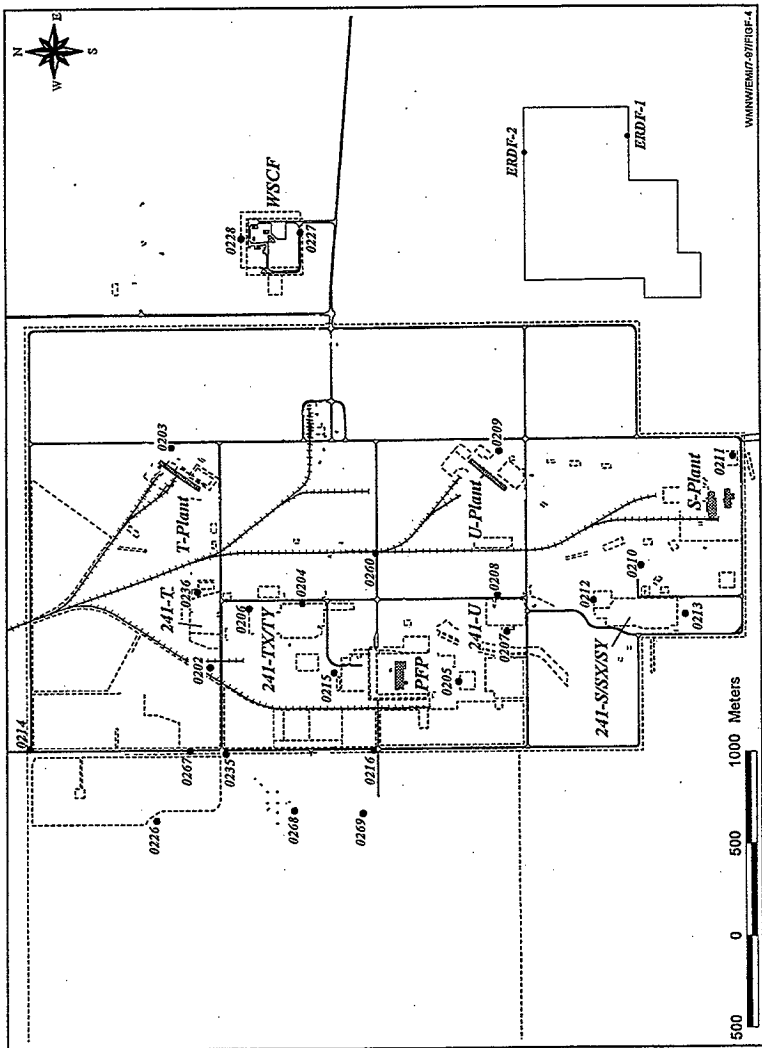 N
E
S
W
WSCF
0228
0227
ERDF-2
ERDF-1
WMNW/EMI/7-97/FIGF-4
0203
T-Plant
0209
U-Plant
0211
S-Plant
0214
241-T
0236
0202
0206
241-TX/TY
0204
0260
0215
PFP
0205
241-U
0208
0207
0212
0210
0213
241-S/SX/SY
0267
0235
0216
0226
0268
0269
500 0 500 1000 Meters